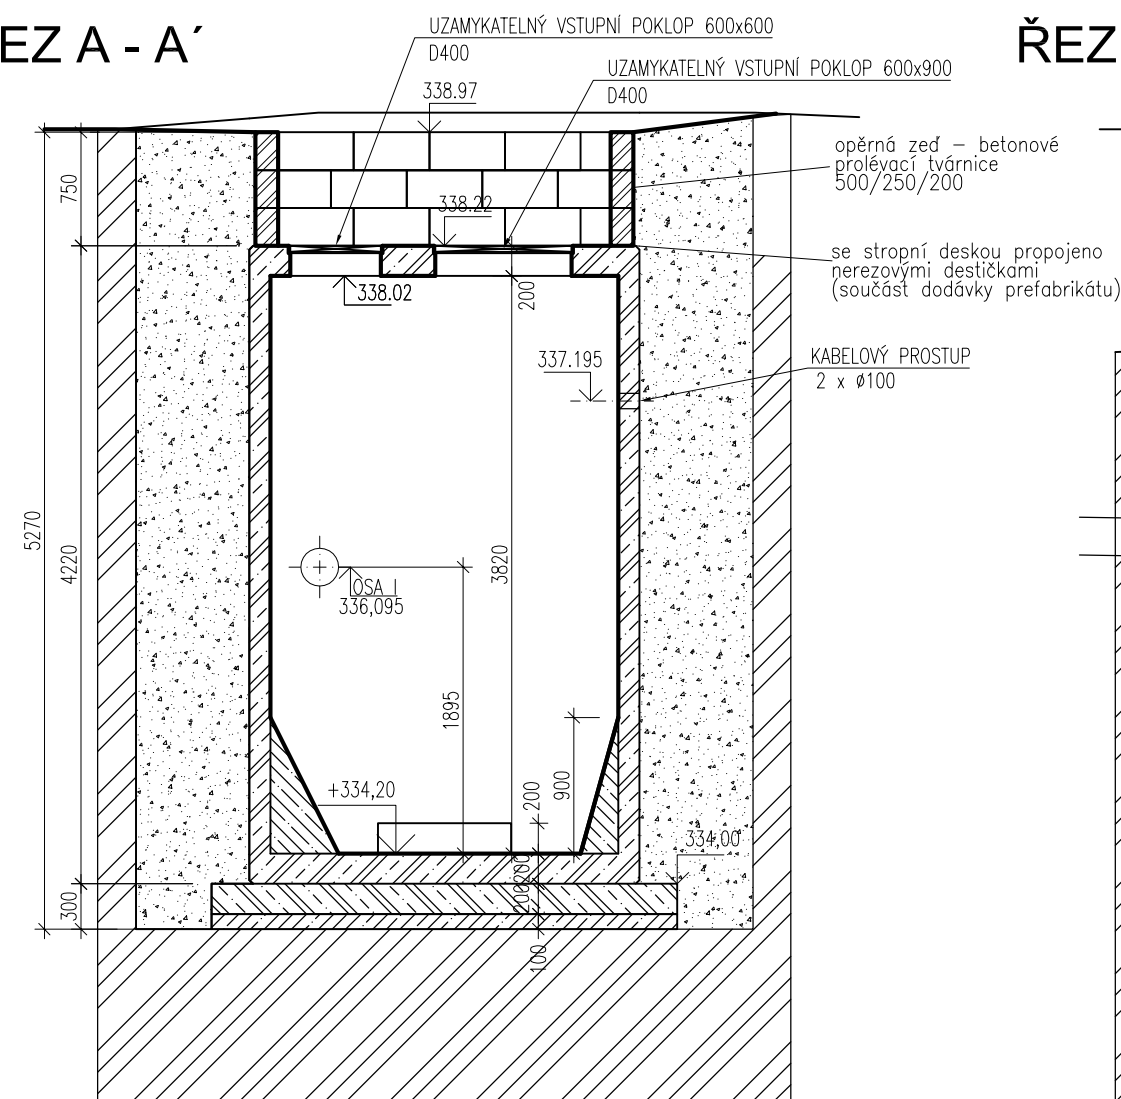 EZ A - A´
ŘEZ
UZAMYKATELNÝ VSTUPNÍ POKLOP 600x600
D400
UZAMYKATELNÝ VSTUPNÍ POKLOP 600x900
D400
338.97
opěrná zeď – betonové
prolévací tvárnice
500/250/200
750
338.22
se stropní deskou propojeno
nerezovými destičkami
(součást dodávky prefabrikátu)
338.02
200
337.195
KABELOVÝ PROSTUP
2 x ø100
5270
4220
3820
OSA I
336,095
1895
900
+334,20
200
334,00
200
200
300
100